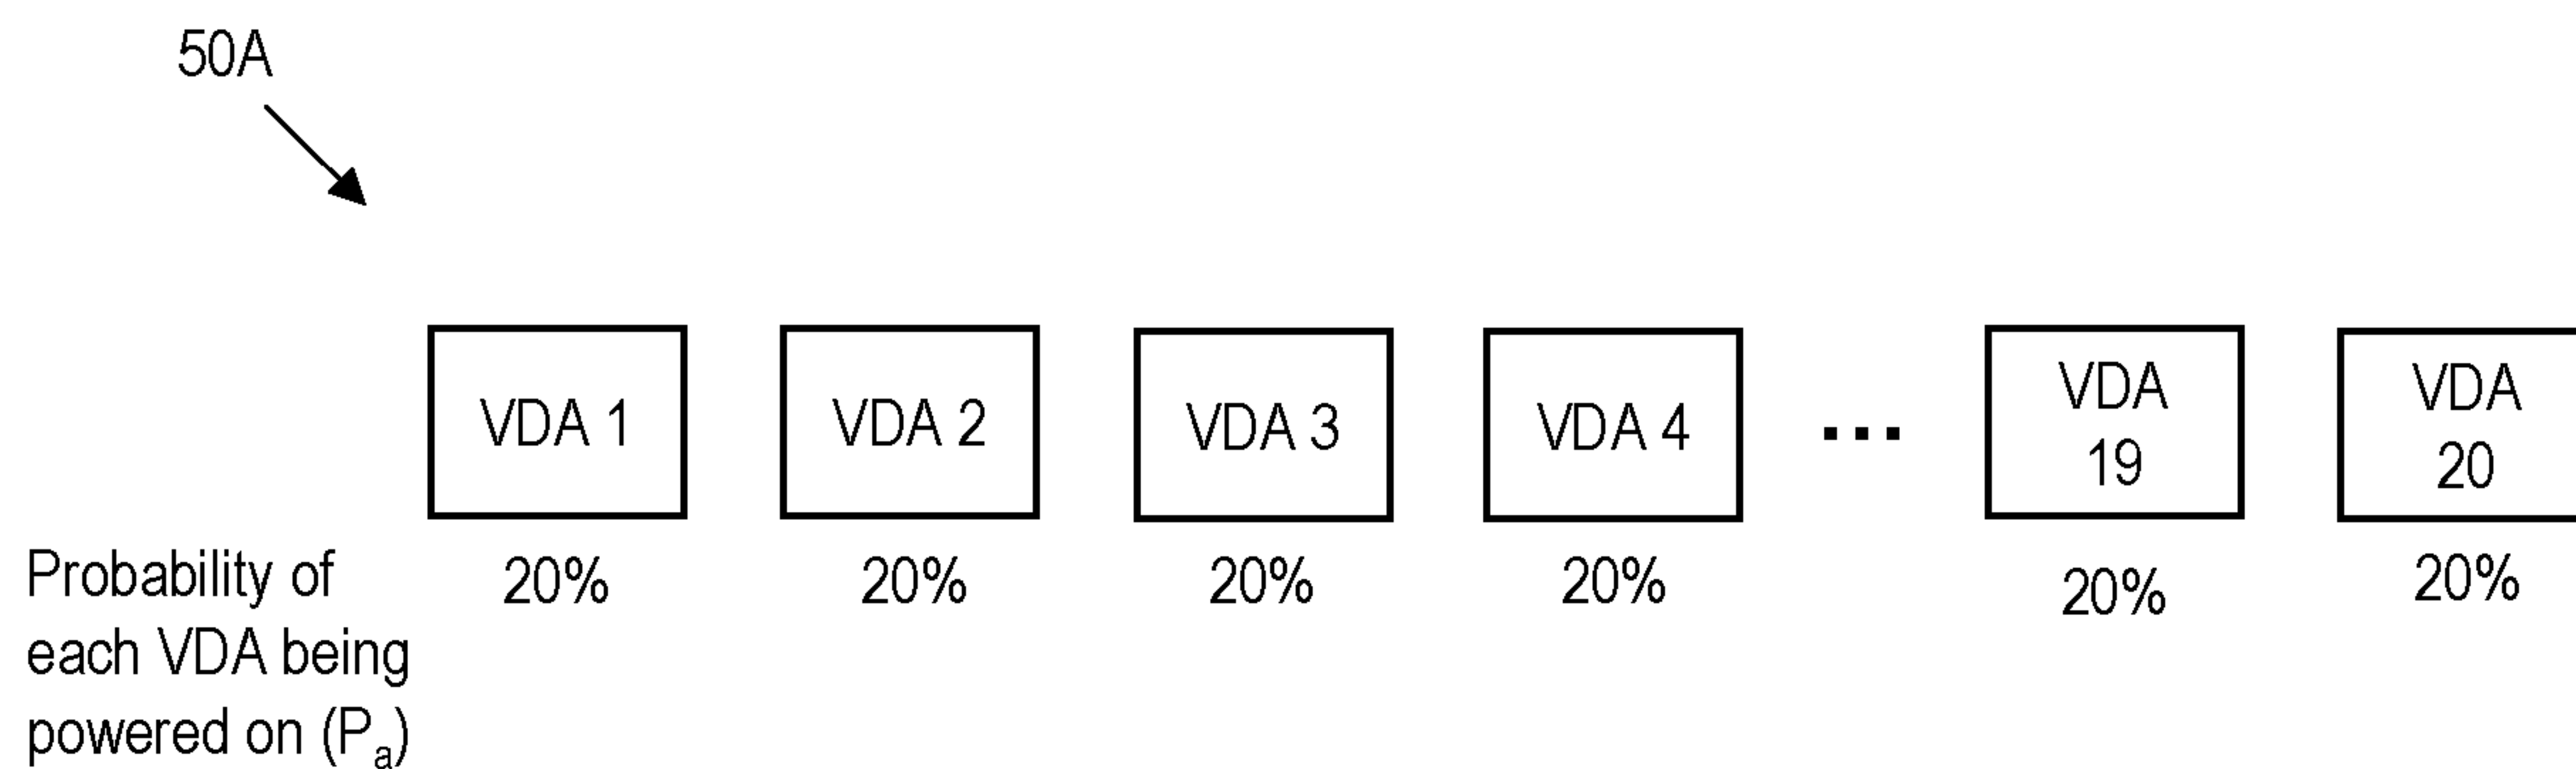 50A
VDA 1
VDA 2
VDA 3
VDA 4
...
VDA
19
VDA
20
Probability of
each VDA being
powered on (Pa)
20%
20%
20%
20%
20%
20%